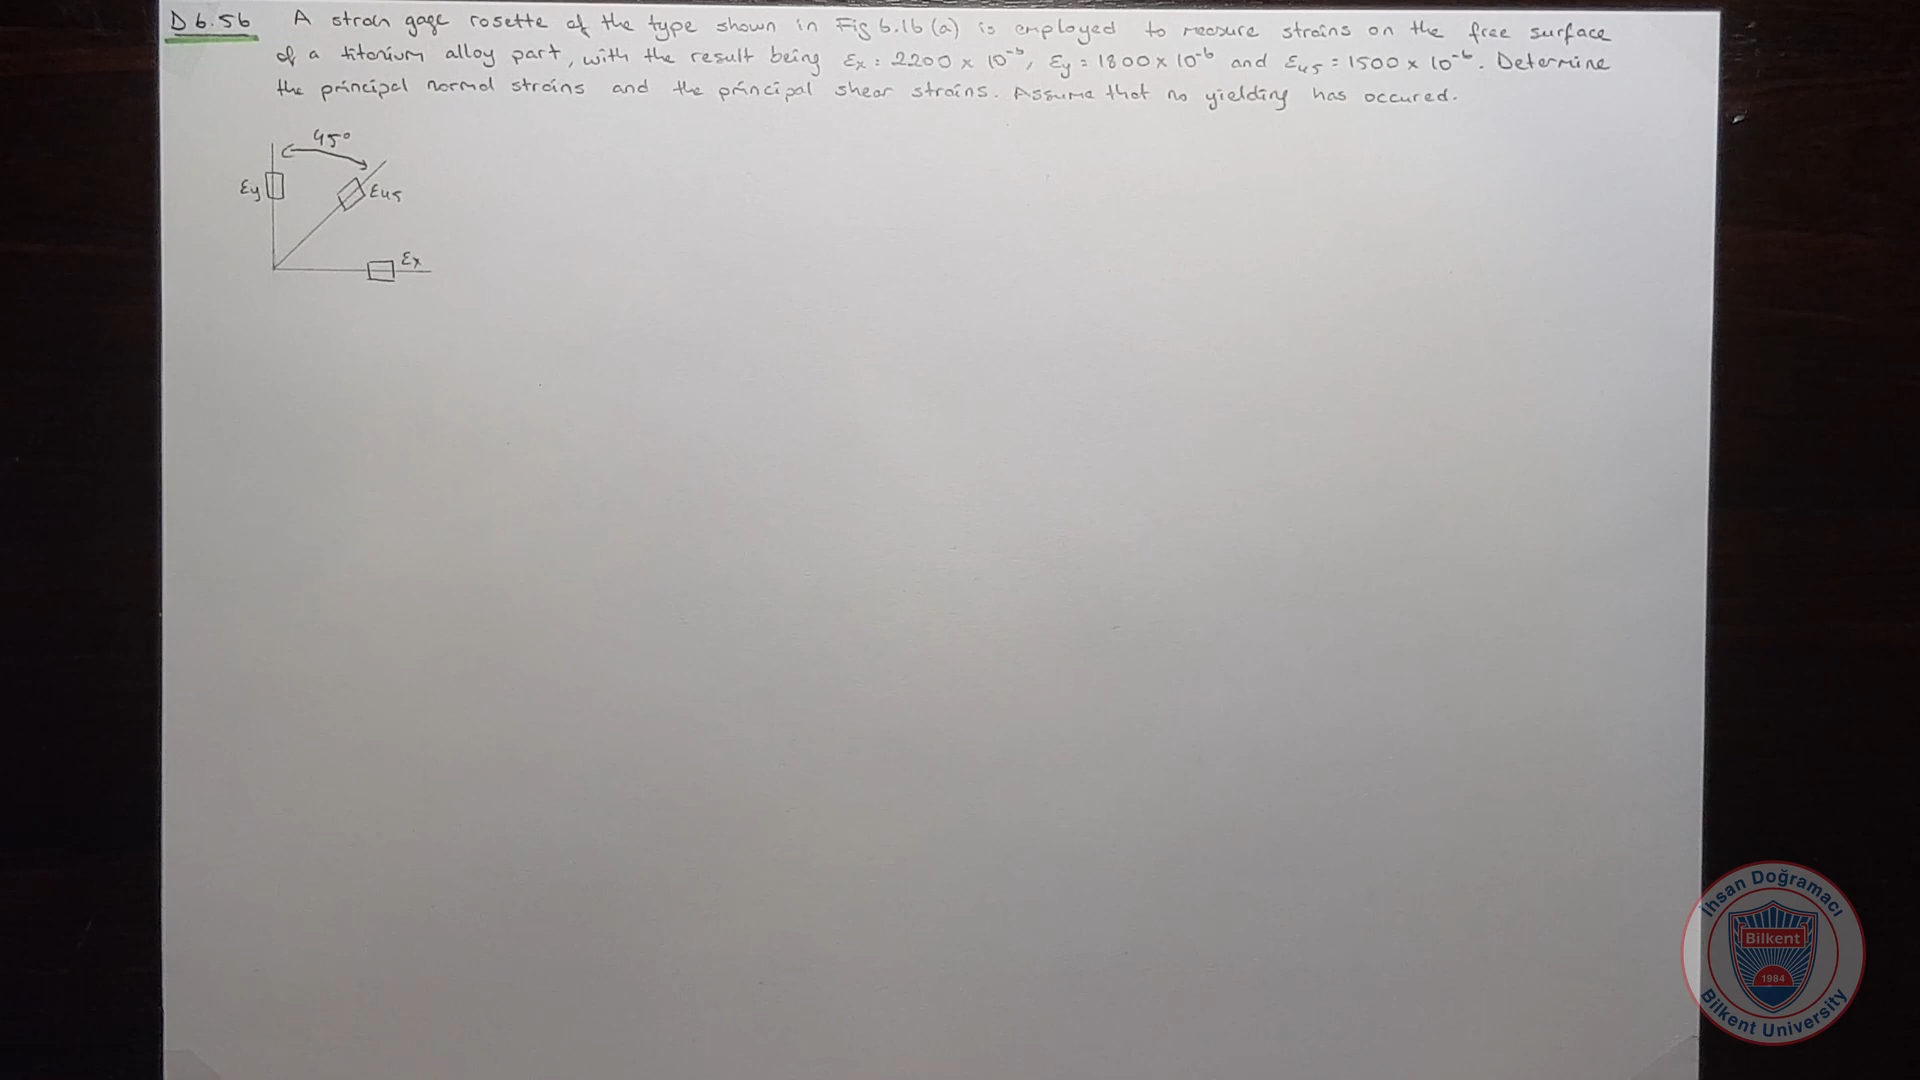 D 6.56 A strain gage rosette of the type shown in Fig 6.16 (a) is employed to measure strains on the free surface
of a titanium alloy part, with the result being εx = 2200 x 10⁻⁶, εy = 1800 x 10⁻⁶ and ε45 = 1500 x 10⁻⁶. Determine
the principal normal strains and the principal shear strains. Assume that no yielding has occured.
45°
εy ε45
εx
İhsan Doğramacı
Bilkent
1984
Bilkent University